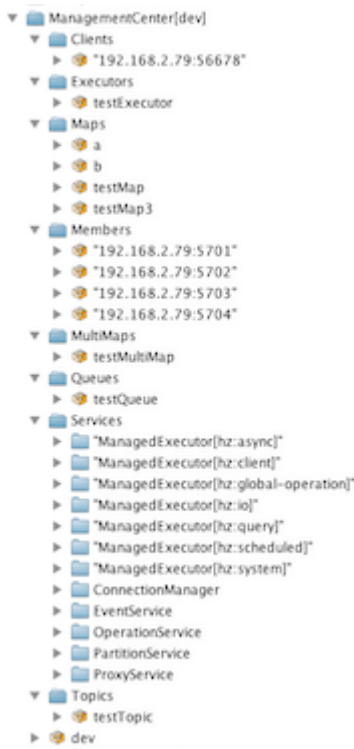 ManagementCenter[dev]
Clients
"192.168.2.79:56678"
Executors
testExecutor
Maps
a
b
testMap
testMap3
Members
"192.168.2.79:5701"
"192.168.2.79:5702"
"192.168.2.79:5703"
"192.168.2.79:5704"
MultiMaps
testMultiMap
Queues
testQueue
Services
"ManagedExecutor[hz:async]"
"ManagedExecutor[hz:client]"
"ManagedExecutor[hz:global-operation]"
"ManagedExecutor[hz:io]"
"ManagedExecutor[hz:query]"
"ManagedExecutor[hz:scheduled]"
"ManagedExecutor[hz:system]"
ConnectionManager
EventService
OperationService
PartitionService
ProxyService
Topics
testTopic
dev